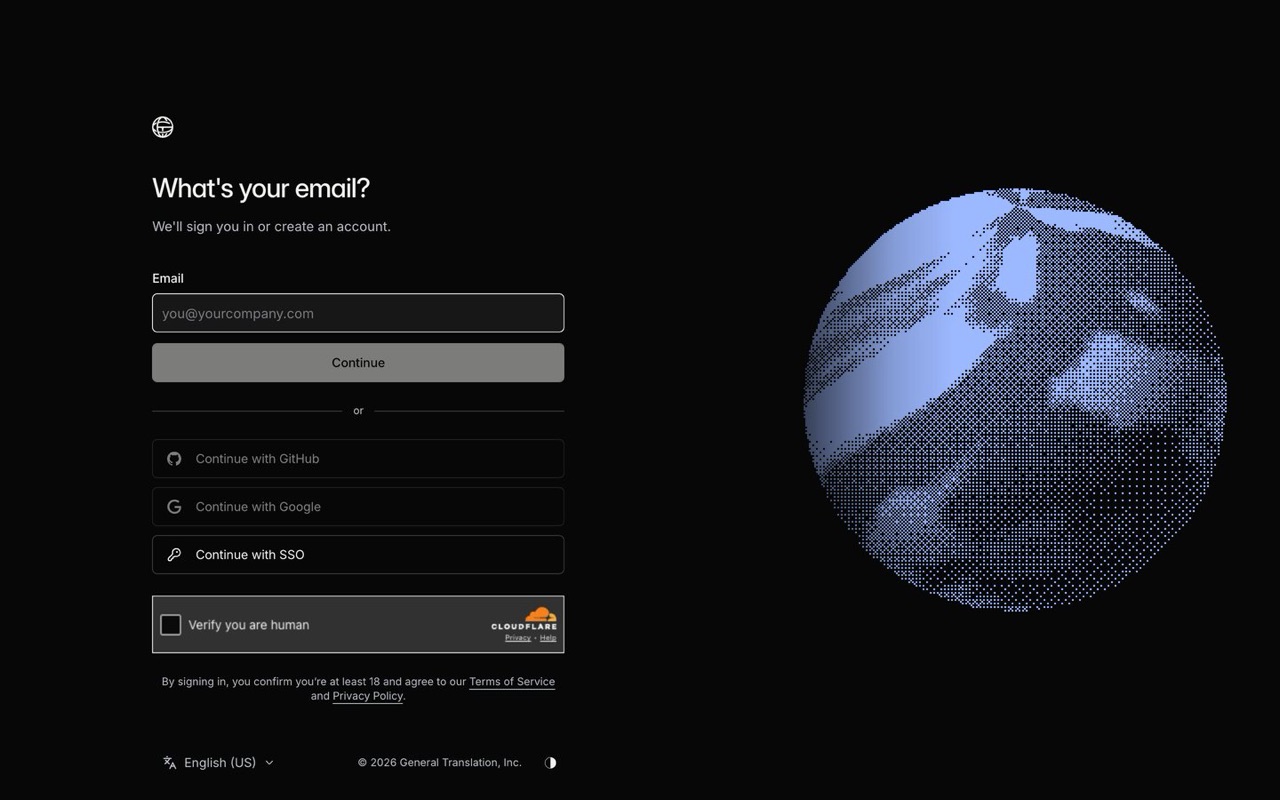 What's your email?
We'll sign you in or create an account.
Email
you@yourcompany.com
Continue
or
Continue with GitHub
Continue with Google
Continue with SSO
Verify you are human
CLOUDFLARE
Privacy • Help
By signing in, you confirm you're at least 18 and agree to our Terms of Service
and Privacy Policy.
English (US)
© 2026 General Translation, Inc.